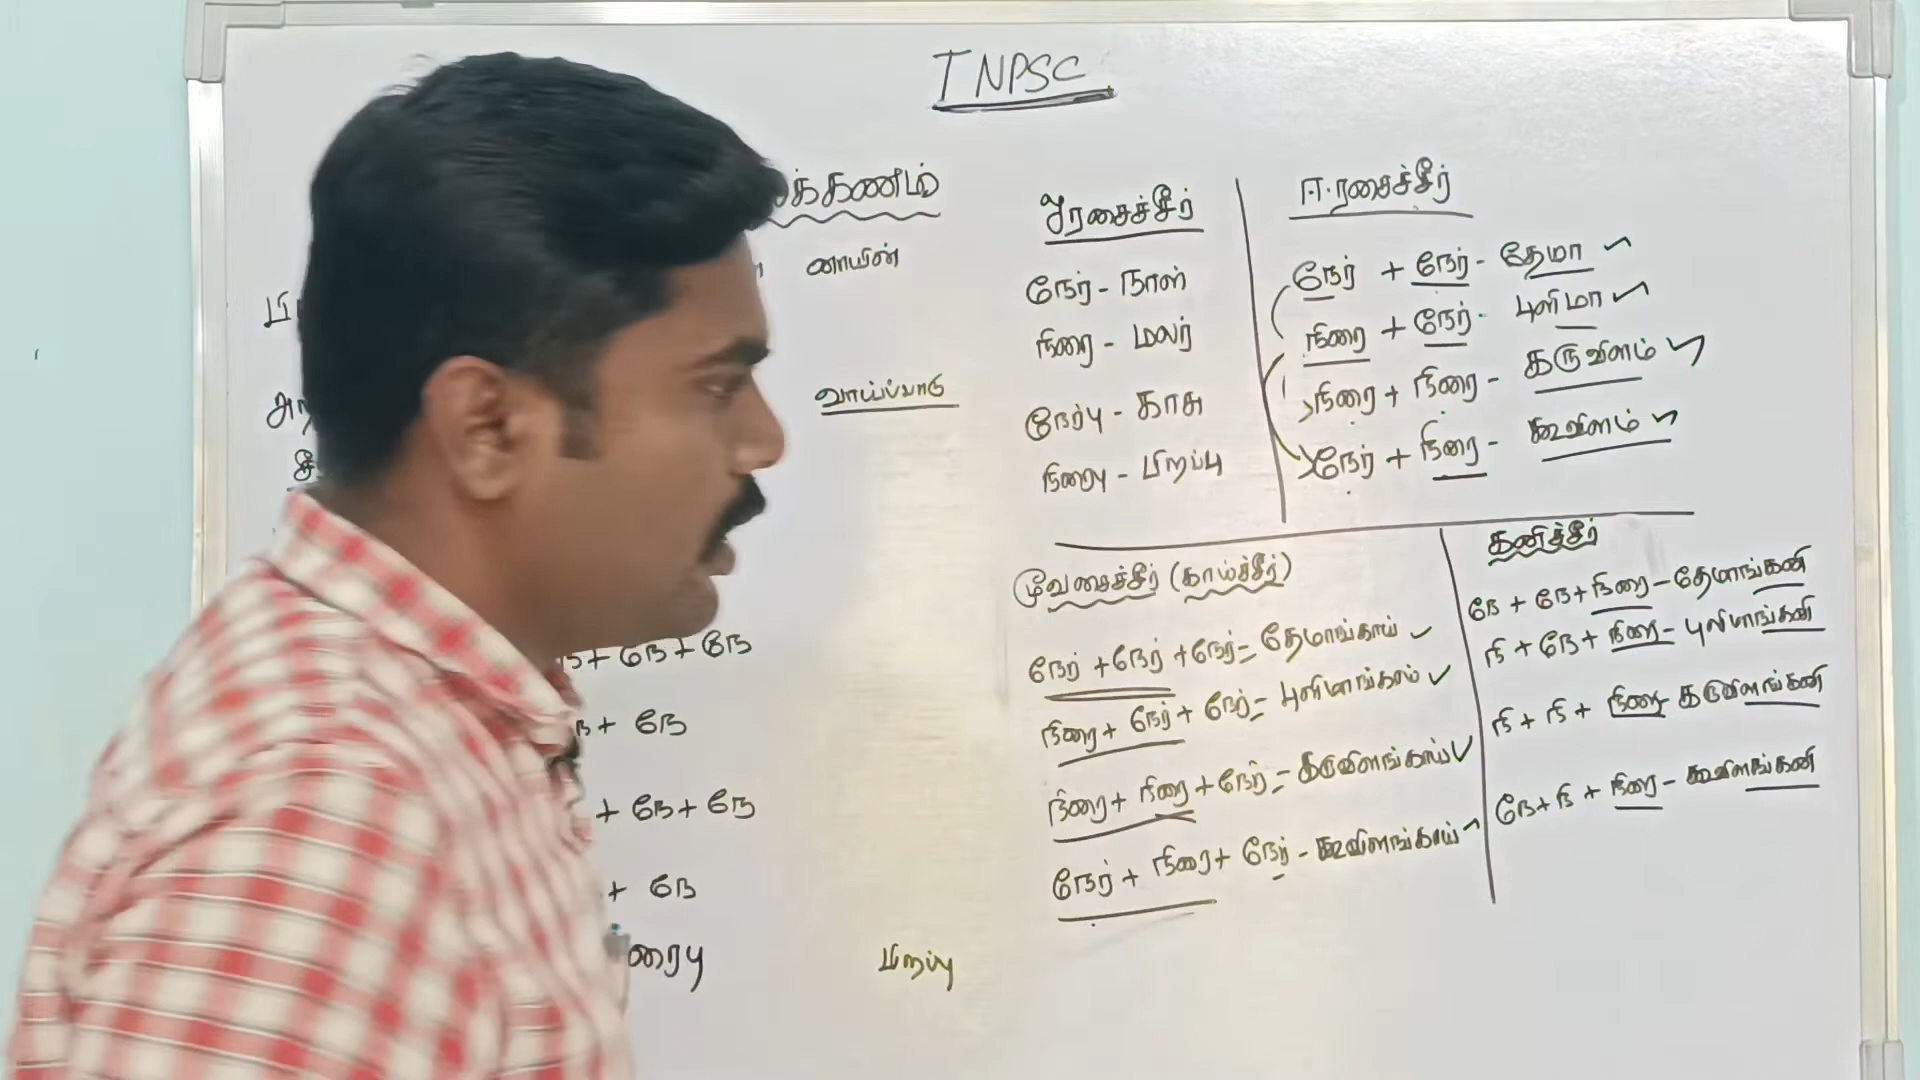 TNPSC
க்கணம்
ணாயின்
வாய்ப்பாடு
+ நே + நே
+ நே
+ நே + நே
+ நே
ரைபு
பிறப்பு
ஓரசைச்சீர்
நேர் - நாள்
நிரை - மலர்
நேர்பு - காசு
நிரைபு - பிறப்பு
ஈரசைச்சீர்
நேர் + நேர் - தேமா
நிரை + நேர் - புளிமா
நிரை + நிரை - கருவிளம்
நேர் + நிரை - கூவிளம்
மூவசைச்சீர் (காய்ச்சீர்)
நேர் + நேர் + நேர் - தேமாங்காய்
நிரை + நேர் + நேர் - புளிமாங்காய்
நிரை + நிரை + நேர் - கருவிளங்காய்
நேர் + நிரை + நேர் - கூவிளங்காய்
கனிச்சீர்
நே + நே + நிரை - தேமாங்கனி
நி + நே + நிரை - புளிமாங்கனி
நி + நி + நிரை - கருவிளங்கனி
நே + நி + நிரை - கூவிளங்கனி